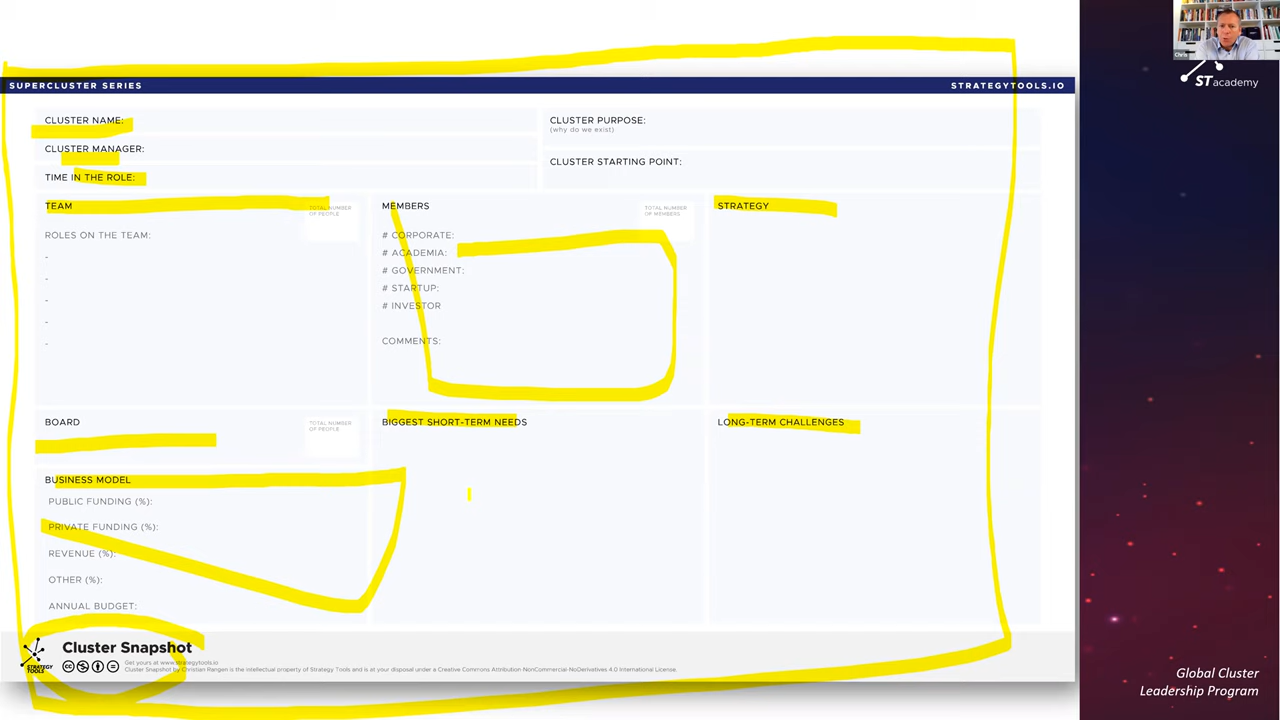 SUPERCLUSTER SERIES
STRATEGYTOOLS.IO
Chris
ST academy
CLUSTER NAME:
CLUSTER MANAGER:
TIME IN THE ROLE:
CLUSTER PURPOSE:
(why do we exist)
CLUSTER STARTING POINT:
TEAM
TOTAL NUMBER
OF PEOPLE
ROLES ON THE TEAM:
-
-
-
-
-
MEMBERS
TOTAL NUMBER
OF MEMBERS
# CORPORATE:
# ACADEMIA:
# GOVERNMENT:
# STARTUP:
# INVESTOR
COMMENTS:
STRATEGY
BOARD
TOTAL NUMBER
OF PEOPLE
BUSINESS MODEL
PUBLIC FUNDING (%):
PRIVATE FUNDING (%):
REVENUE (%):
OTHER (%):
ANNUAL BUDGET:
BIGGEST SHORT-TERM NEEDS
LONG-TERM CHALLENGES
STRATEGY
TOOLS
Cluster Snapshot
Get yours at www.strategytools.io
Cluster Snapshot by Christian Rangen is the intellectual property of Strategy Tools and is at your disposal under a Creative Commons Attribution-NonCommercial-NoDerivatives 4.0 International License.
Global Cluster
Leadership Program